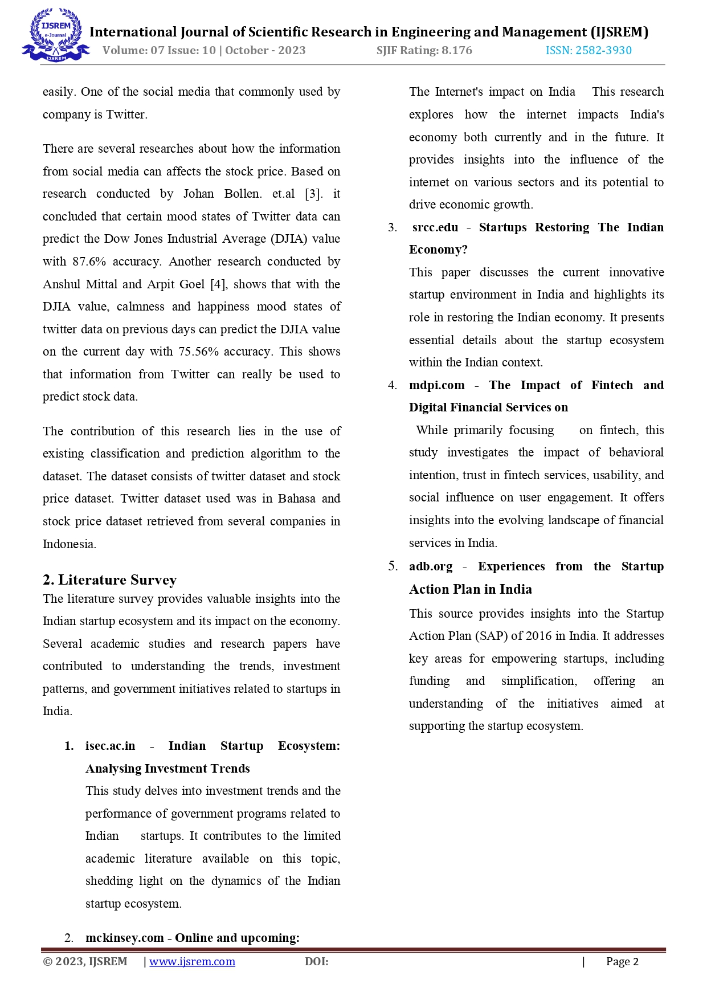 IJSREM
e-Journal
IJSREM
International Journal of Scientific Research in Engineering and Management (IJSREM)
Volume: 07 Issue: 10 | October - 2023 SJIF Rating: 8.176 ISSN: 2582-3930
easily. One of the social media that commonly used by
company is Twitter.
There are several researches about how the information
from social media can affects the stock price. Based on
research conducted by Johan Bollen. et.al [3]. it
concluded that certain mood states of Twitter data can
predict the Dow Jones Industrial Average (DJIA) value
with 87.6% accuracy. Another research conducted by
Anshul Mittal and Arpit Goel [4], shows that with the
DJIA value, calmness and happiness mood states of
twitter data on previous days can predict the DJIA value
on the current day with 75.56% accuracy. This shows
that information from Twitter can really be used to
predict stock data.
The contribution of this research lies in the use of
existing classification and prediction algorithm to the
dataset. The dataset consists of twitter dataset and stock
price dataset. Twitter dataset used was in Bahasa and
stock price dataset retrieved from several companies in
Indonesia.
2. Literature Survey
The literature survey provides valuable insights into the
Indian startup ecosystem and its impact on the economy.
Several academic studies and research papers have
contributed to understanding the trends, investment
patterns, and government initiatives related to startups in
India.
1. isec.ac.in - Indian Startup Ecosystem:
Analysing Investment Trends
This study delves into investment trends and the
performance of government programs related to
Indian startups. It contributes to the limited
academic literature available on this topic,
shedding light on the dynamics of the Indian
startup ecosystem.
2. mckinsey.com - Online and upcoming:
The Internet's impact on India This research
explores how the internet impacts India's
economy both currently and in the future. It
provides insights into the influence of the
internet on various sectors and its potential to
drive economic growth.
3. srcc.edu - Startups Restoring The Indian
Economy?
This paper discusses the current innovative
startup environment in India and highlights its
role in restoring the Indian economy. It presents
essential details about the startup ecosystem
within the Indian context.
4. mdpi.com - The Impact of Fintech and
Digital Financial Services on
While primarily focusing on fintech, this
study investigates the impact of behavioral
intention, trust in fintech services, usability, and
social influence on user engagement. It offers
insights into the evolving landscape of financial
services in India.
5. adb.org - Experiences from the Startup
Action Plan in India
This source provides insights into the Startup
Action Plan (SAP) of 2016 in India. It addresses
key areas for empowering startups, including
funding and simplification, offering an
understanding of the initiatives aimed at
supporting the startup ecosystem.
© 2023, IJSREM | www.ijsrem.com DOI: | Page 2